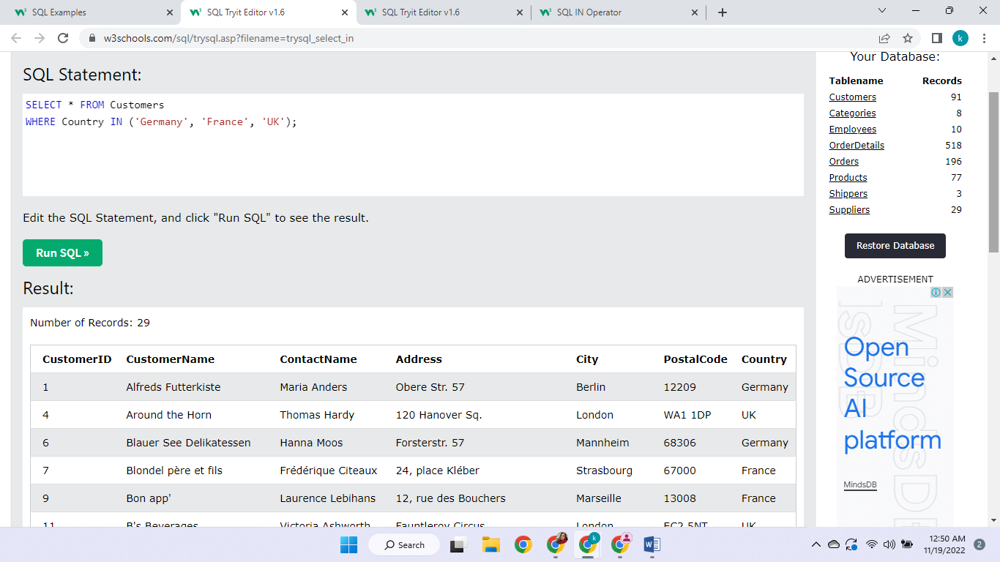 SQL Examples
SQL Tryit Editor v1.6
SQL Tryit Editor v1.6
SQL IN Operator
w3schools.com/sql/trysql.asp?filename=trysql_select_in
k
SQL Statement:
SELECT * FROM Customers
WHERE Country IN ('Germany', 'France', 'UK');
Edit the SQL Statement, and click "Run SQL" to see the result.
Run SQL »
Result:
Number of Records: 29
CustomerID CustomerName ContactName Address City PostalCode Country
1 Alfreds Futterkiste Maria Anders Obere Str. 57 Berlin 12209 Germany
4 Around the Horn Thomas Hardy 120 Hanover Sq. London WA1 1DP UK
6 Blauer See Delikatessen Hanna Moos Forsterstr. 57 Mannheim 68306 Germany
7 Blondel père et fils Frédérique Citeaux 24, place Kléber Strasbourg 67000 France
9 Bon app' Laurence Lebihans 12, rue des Bouchers Marseille 13008 France
11 B's Beverages Victoria Ashworth Fauntleroy Circus London EC2 5NT UK
Your Database:
Tablename Records
Customers 91
Categories 8
Employees 10
OrderDetails 518
Orders 196
Products 77
Shippers 3
Suppliers 29
Restore Database
ADVERTISEMENT
Open
Source
AI
platform
MindsDB
MindsDB
Search
k
12:50 AM
11/19/2022
2